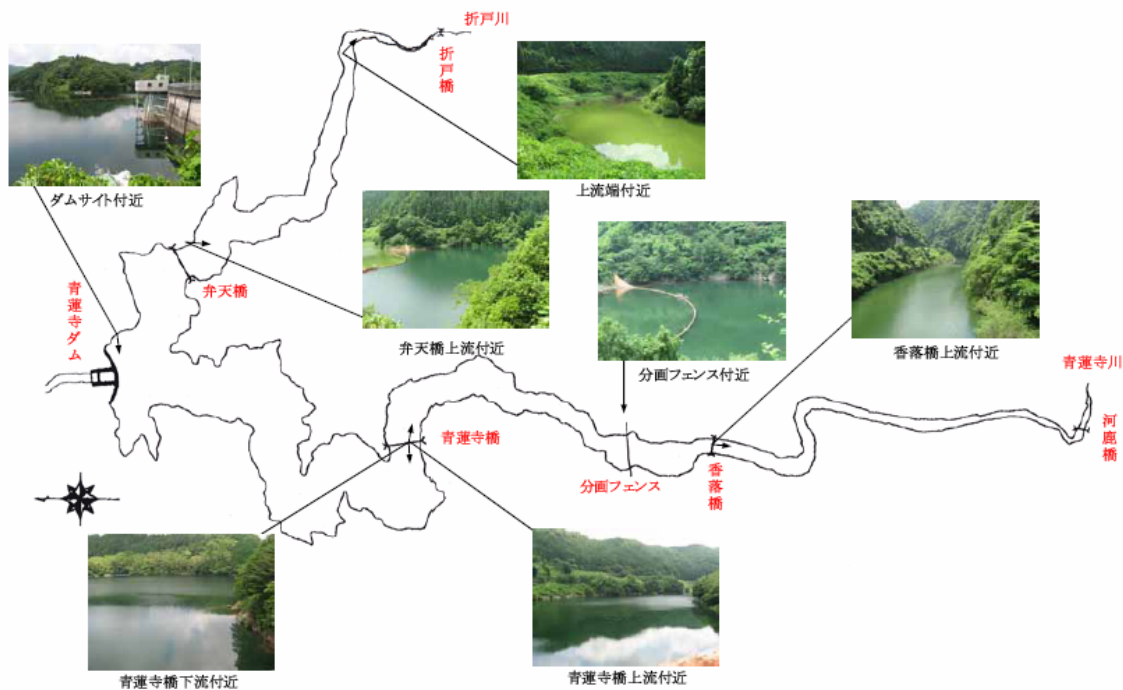 折戸川
折戸橋
上流端付近
ダムサイト付近
弁天橋
弁天橋上流付近
分画フェンス付近
香落橋上流付近
青蓮寺ダム
青蓮寺川
河鹿橋
青蓮寺橋
分画フェンス
香落橋
青蓮寺橋下流付近
青蓮寺橋上流付近